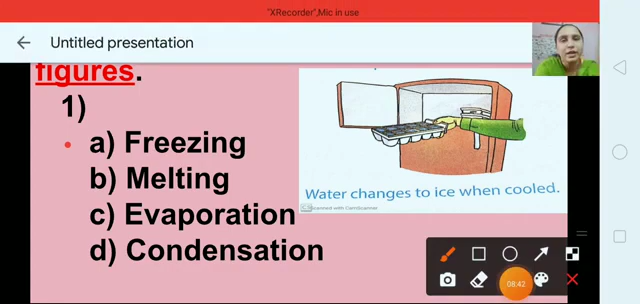 "XRecorder",Mic in use
Untitled presentation
figures.
1)
a) Freezing
b) Melting
c) Evaporation
d) Condensation
Water changes to ice when cooled.
Scanned with CamScanner
08:42